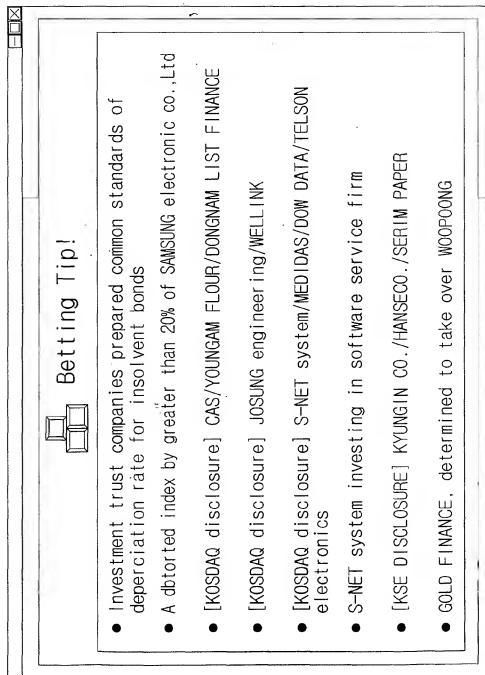 Betting Tip!
● Investment trust companies prepared common standards of
deperciation rate for insolvent bonds
● A dbtorted index by greater than 20% of SAMSUNG electronic co.,Ltd
● [KOSDAQ disclosure] CAS/YOUNGAM FLOUR/DONGNAM LIST FINANCE
● [KOSDAQ disclosure] JOSUNG engineering/WELLINK
● [KOSDAQ disclosure] S-NET system/MEDIDAS/DOW DATA/TELSON
electronics
● S-NET system investing in software service firm
● [KSE DISCLOSURE] KYUNGIN CO./HANSECO./SERIM PAPER
● GOLD FINANCE, determined to take over WOOPOONG